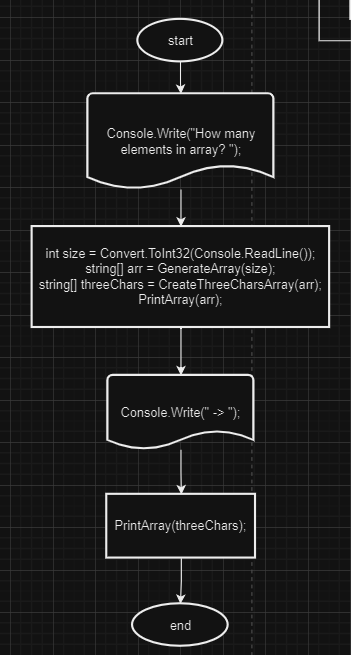 start
Console.Write("How many
elements in array? ");
int size = Convert.ToInt32(Console.ReadLine());
string[] arr = GenerateArray(size);
string[] threeChars = CreateThreeCharsArray(arr);
PrintArray(arr);
Console.Write(" -> ");
PrintArray(threeChars);
end